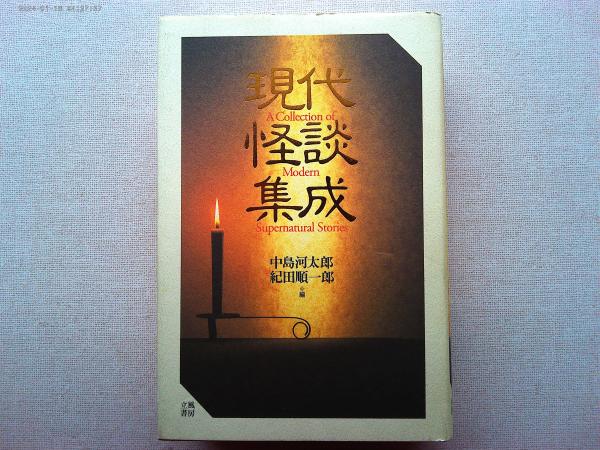 現代
A Collection of
怪談
Modern
集成
Supernatural Stories
中島河太郎
紀田順一郎
編
立風
書房